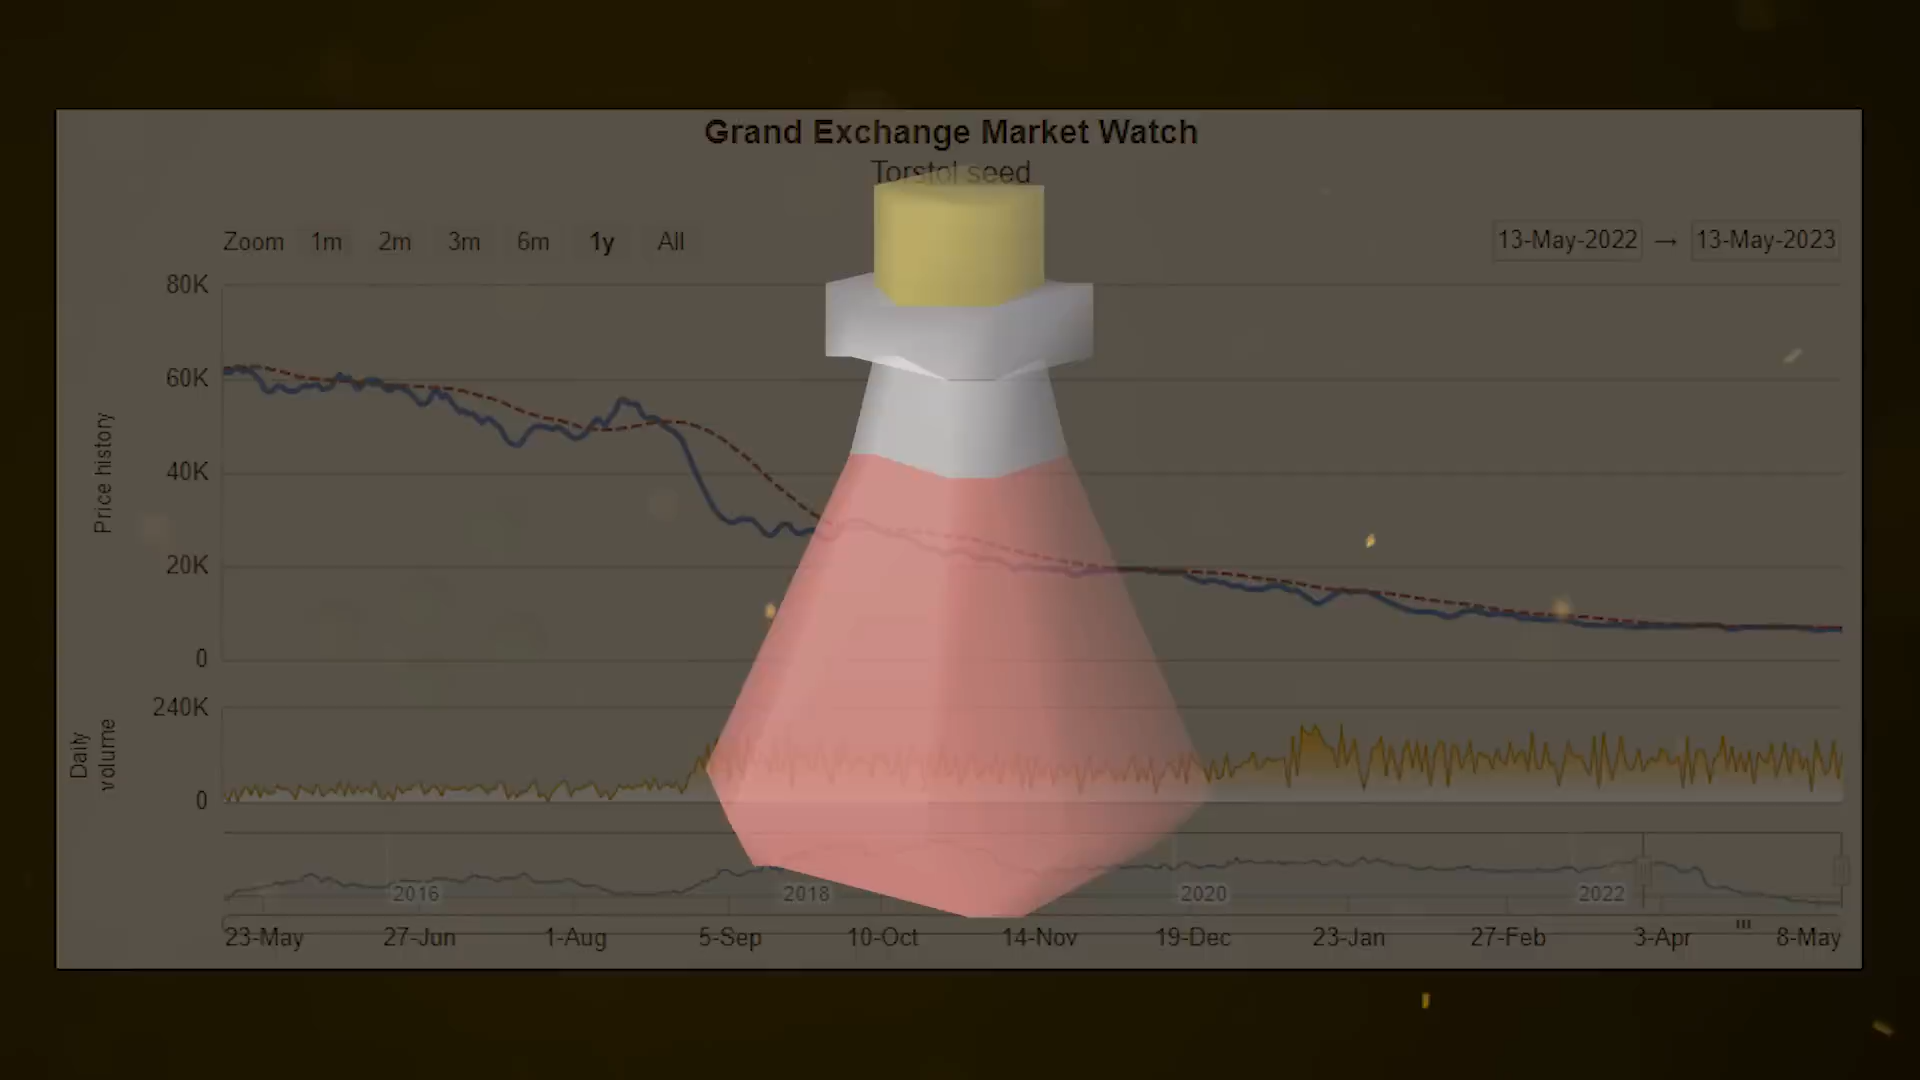 Grand Exchange Market Watch
Torstol seed
Zoom 1m 2m 3m 6m 1y All
13-May-2022 → 13-May-2023
Price history
80K
60K
40K
20K
0
Daily
volume
240K
0
2016 2018 2020 2022
23-May 27-Jun 1-Aug 5-Sep 10-Oct 14-Nov 19-Dec 23-Jan 27-Feb 3-Apr 8-May